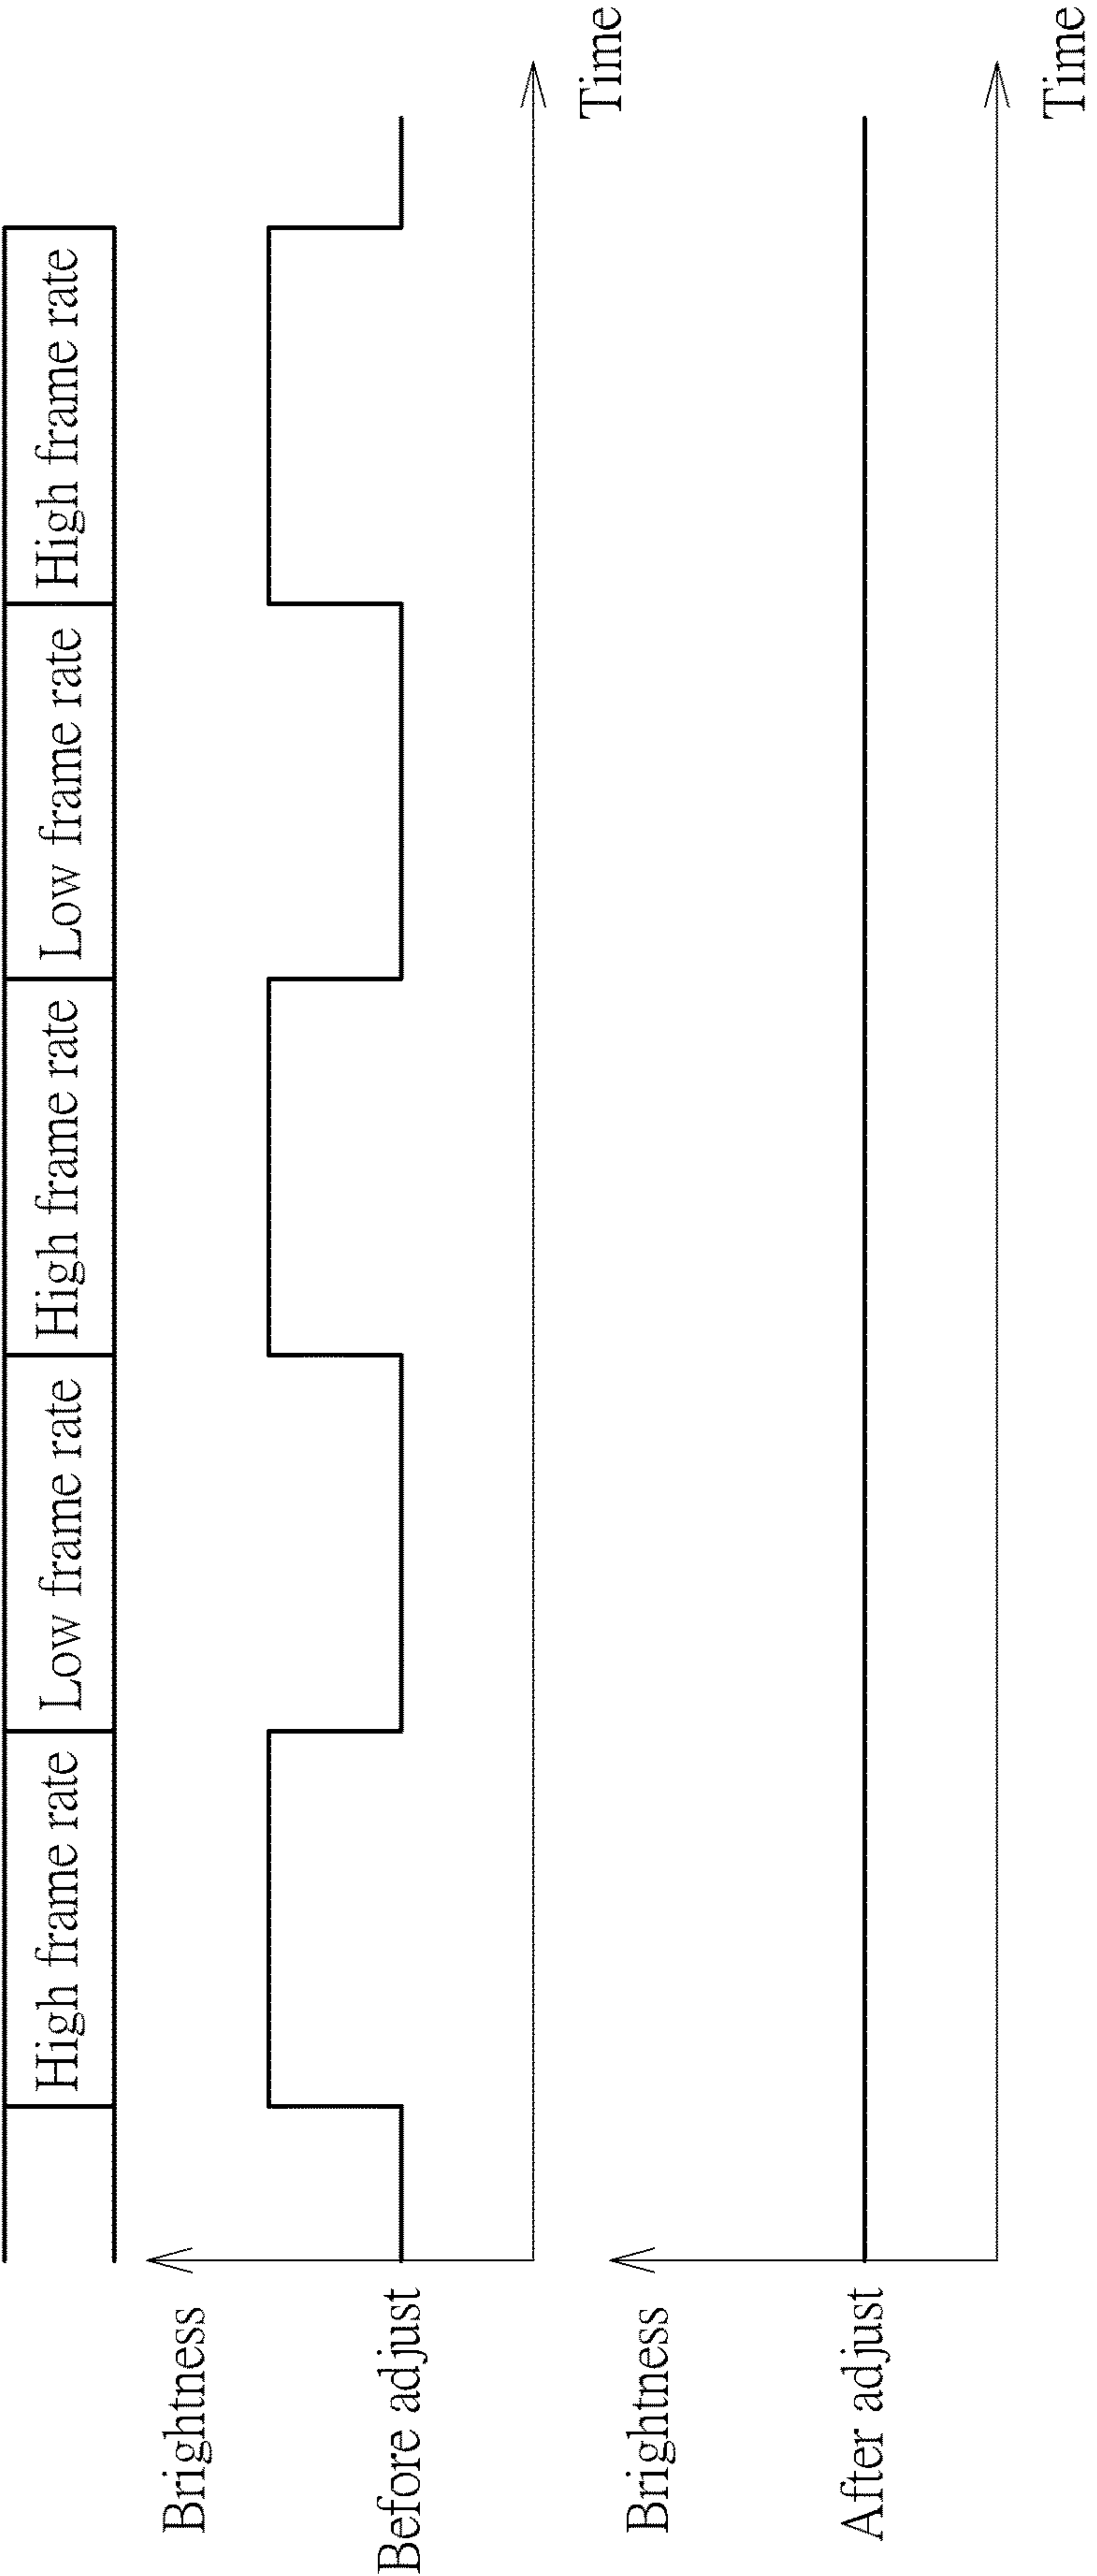 High frame rate
Low frame rate
High frame rate
Low frame rate
High frame rate
Brightness
Before adjust
Time
Brightness
After adjust
Time